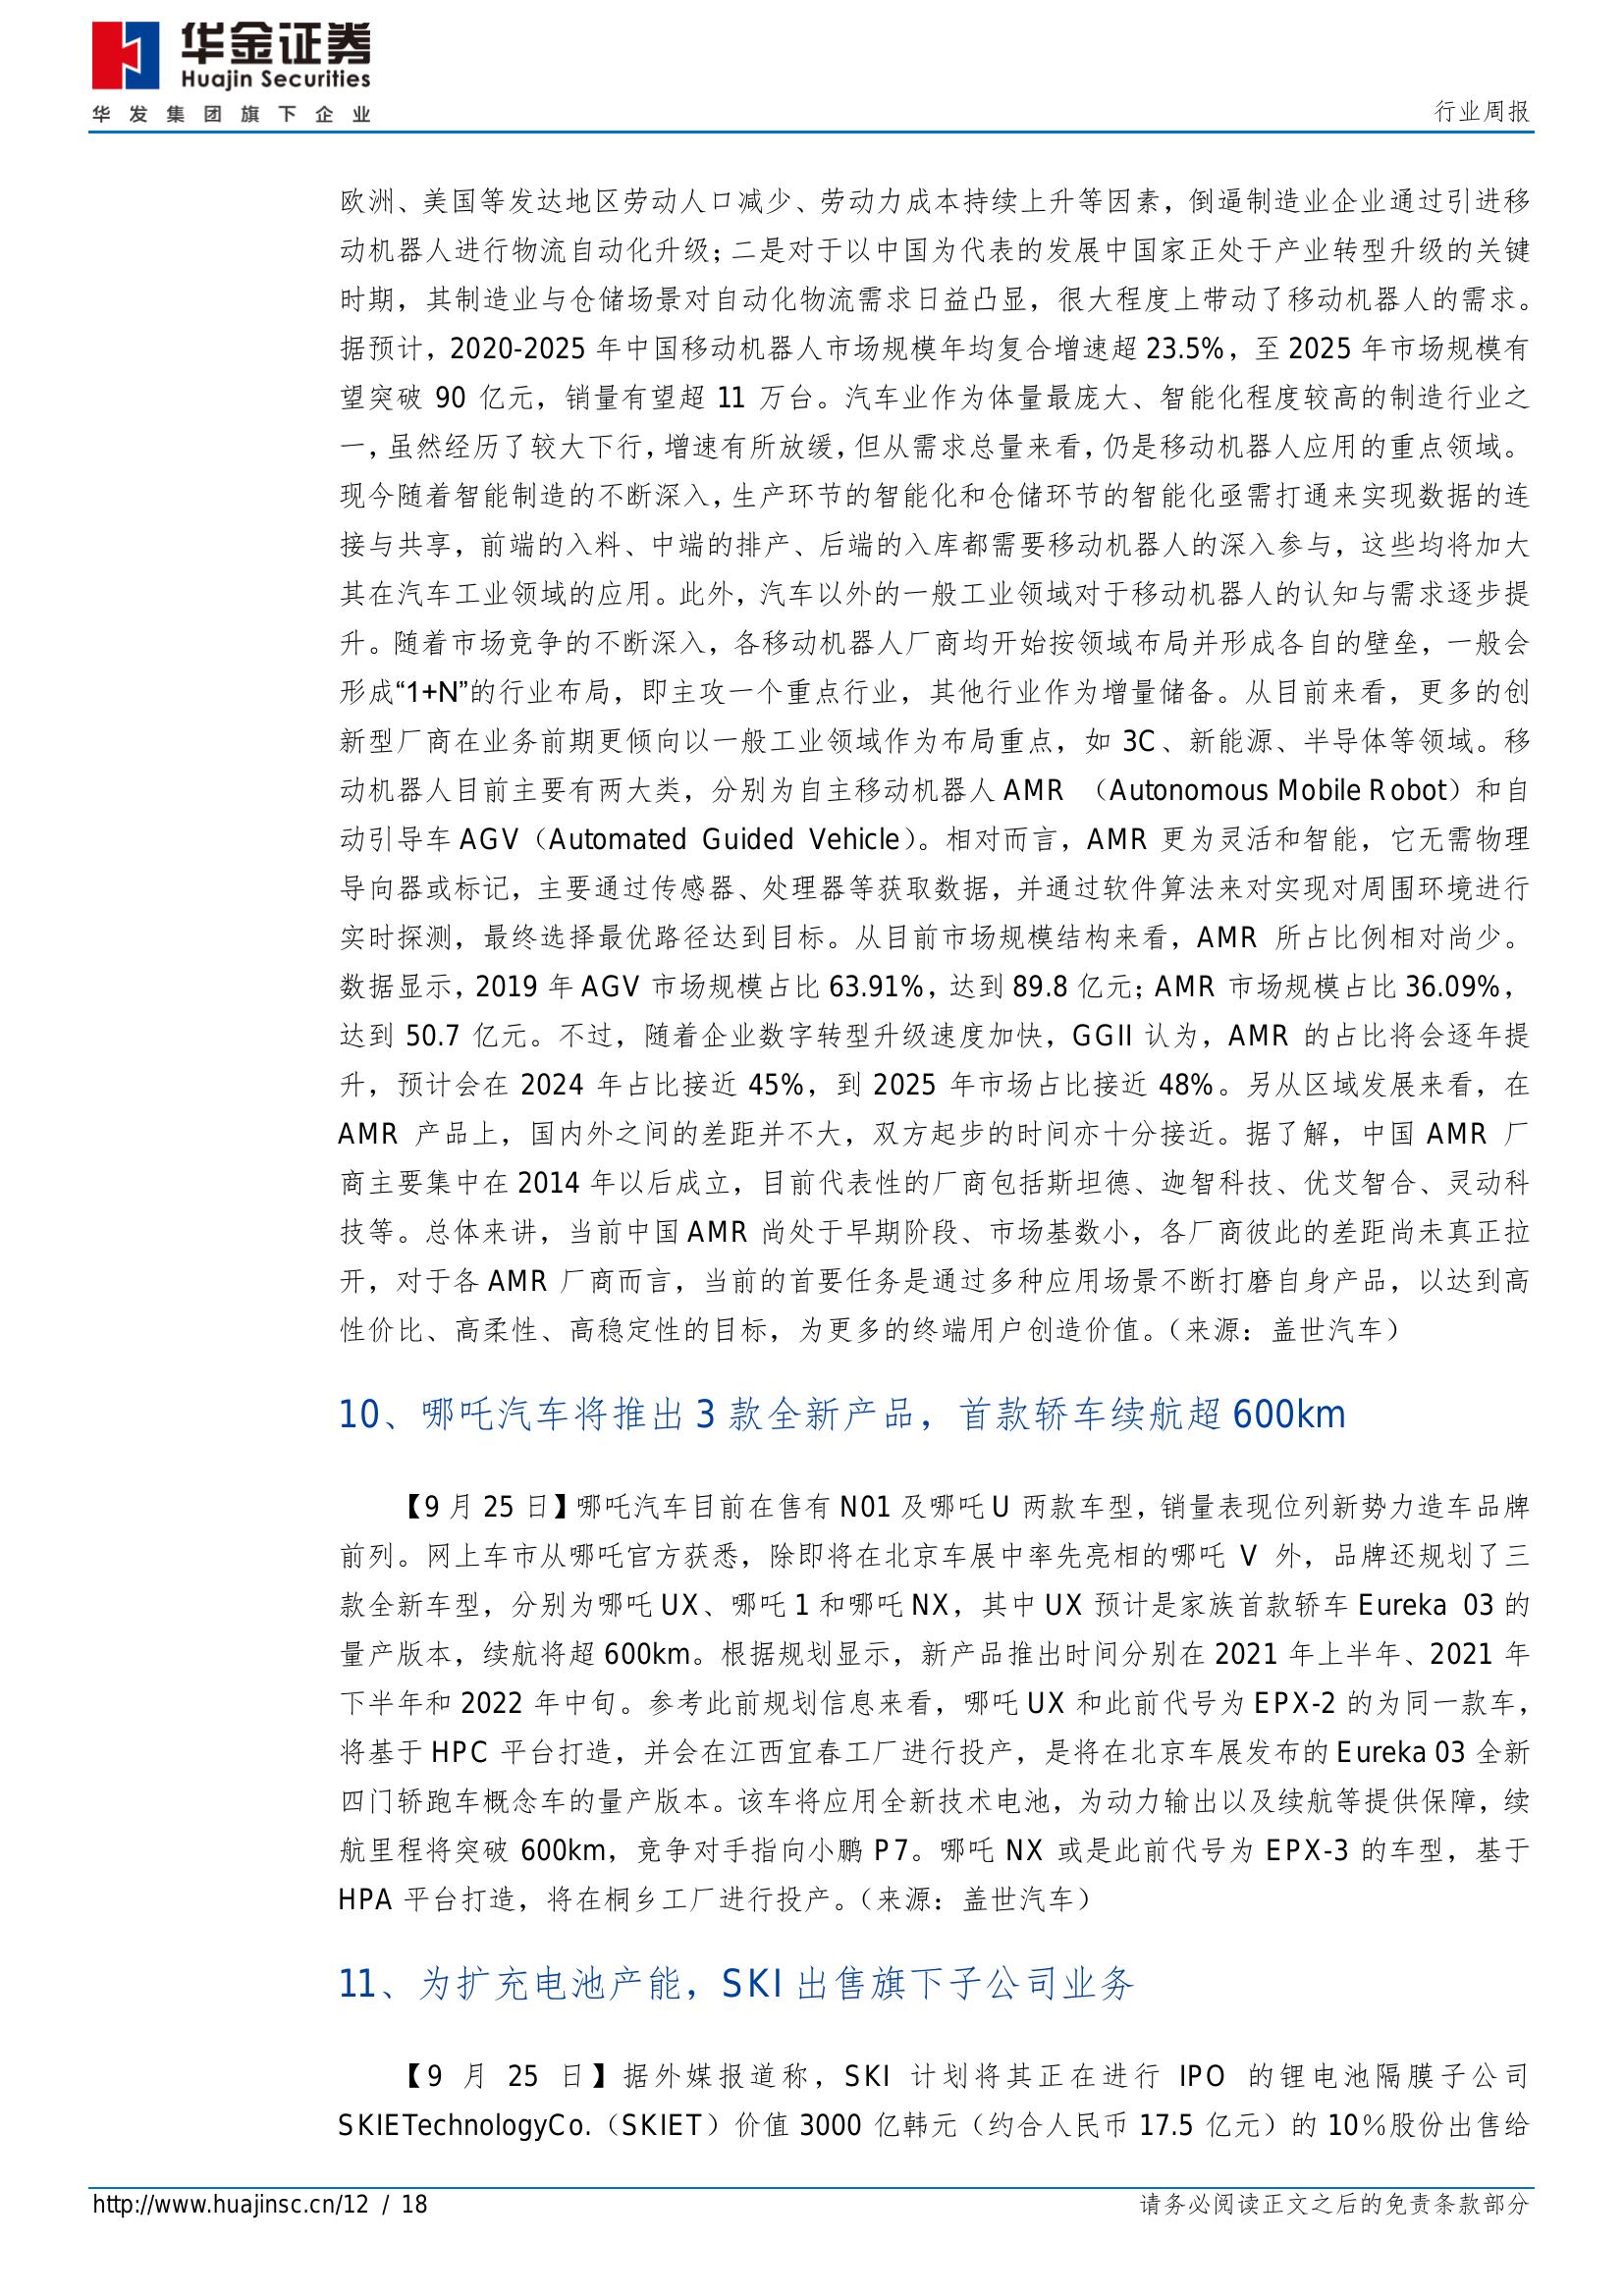 华金证券
Huajin Securities
华发集团旗下企业
行业周报
欧洲、美国等发达地区劳动人口减少、劳动力成本持续上升等因素，倒逼制造业企业通过引进移
动机器人进行物流自动化升级；二是对于以中国为代表的发展中国家正处于产业转型升级的关键
时期，其制造业与仓储场景对自动化物流需求日益凸显，很大程度上带动了移动机器人的需求。
据预计，2020-2025 年中国移动机器人市场规模年均复合增速超 23.5%，至 2025 年市场规模有
望突破 90 亿元，销量有望超 11 万台。汽车业作为体量最庞大、智能化程度较高的制造行业之
一，虽然经历了较大下行，增速有所放缓，但从需求总量来看，仍是移动机器人应用的重点领域。
现今随着智能制造的不断深入，生产环节的智能化和仓储环节的智能化亟需打通来实现数据的连
接与共享，前端的入料、中端的排产、后端的入库都需要移动机器人的深入参与，这些均将加大
其在汽车工业领域的应用。此外，汽车以外的一般工业领域对于移动机器人的认知与需求逐步提
升。随着市场竞争的不断深入，各移动机器人厂商均开始按领域布局并形成各自的壁垒，一般会
形成“1+N”的行业布局，即主攻一个重点行业，其他行业作为增量储备。从目前来看，更多的创
新型厂商在业务前期更倾向以一般工业领域作为布局重点，如 3C、新能源、半导体等领域。移
动机器人目前主要有两大类，分别为自主移动机器人 AMR （Autonomous Mobile Robot）和自
动引导车 AGV（Automated Guided Vehicle）。相对而言，AMR 更为灵活和智能，它无需物理
导向器或标记，主要通过传感器、处理器等获取数据，并通过软件算法来对实现对周围环境进行
实时探测，最终选择最优路径达到目标。从目前市场规模结构来看，AMR 所占比例相对尚少。
数据显示，2019 年 AGV 市场规模占比 63.91%，达到 89.8 亿元；AMR 市场规模占比 36.09%，
达到 50.7 亿元。不过，随着企业数字转型升级速度加快，GGII 认为，AMR 的占比将会逐年提
升，预计会在 2024 年占比接近 45%，到 2025 年市场占比接近 48%。另从区域发展来看，在
AMR 产品上，国内外之间的差距并不大，双方起步的时间亦十分接近。据了解，中国 AMR 厂
商主要集中在 2014 年以后成立，目前代表性的厂商包括斯坦德、迦智科技、优艾智合、灵动科
技等。总体来讲，当前中国 AMR 尚处于早期阶段、市场基数小，各厂商彼此的差距尚未真正拉
开，对于各 AMR 厂商而言，当前的首要任务是通过多种应用场景不断打磨自身产品，以达到高
性价比、高柔性、高稳定性的目标，为更多的终端用户创造价值。（来源：盖世汽车）
10、哪吒汽车将推出 3 款全新产品，首款轿车续航超 600km
【9 月 25 日】哪吒汽车目前在售有 N01 及哪吒 U 两款车型，销量表现位列新势力造车品牌
前列。网上车市从哪吒官方获悉，除即将在北京车展中率先亮相的哪吒 V 外，品牌还规划了三
款全新车型，分别为哪吒 UX、哪吒 1 和哪吒 NX，其中 UX 预计是家族首款轿车 Eureka 03 的
量产版本，续航将超 600km。根据规划显示，新产品推出时间分别在 2021 年上半年、2021 年
下半年和 2022 年中旬。参考此前规划信息来看，哪吒 UX 和此前代号为 EPX-2 的为同一款车，
将基于 HPC 平台打造，并会在江西宜春工厂进行投产，是将在北京车展发布的 Eureka 03 全新
四门轿跑车概念车的量产版本。该车将应用全新技术电池，为动力输出以及续航等提供保障，续
航里程将突破 600km，竞争对手指向小鹏 P7。哪吒 NX 或是此前代号为 EPX-3 的车型，基于
HPA 平台打造，将在桐乡工厂进行投产。（来源：盖世汽车）
11、为扩充电池产能，SKI 出售旗下子公司业务
【9 月 25 日】据外媒报道称，SKI 计划将其正在进行 IPO 的锂电池隔膜子公司
SKIETechnologyCo.（SKIET）价值 3000 亿韩元（约合人民币 17.5 亿元）的 10%股份出售给
http://www.huajinsc.cn/12 / 18
请务必阅读正文之后的免责条款部分